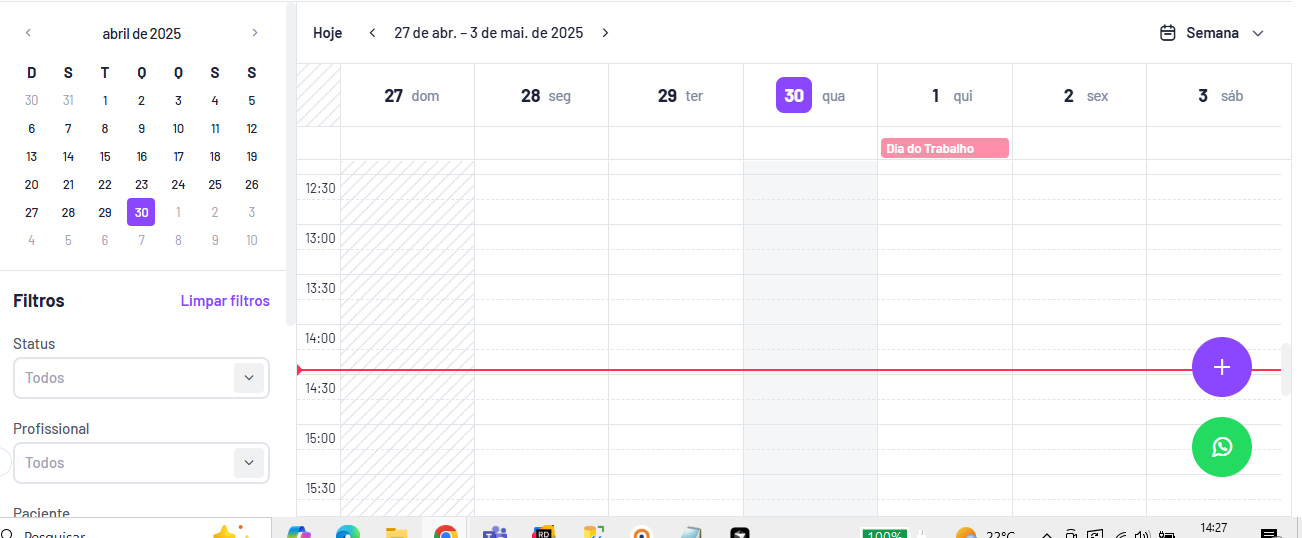 abril de 2025
D S T Q Q S S
30 31 1 2 3 4 5
6 7 8 9 10 11 12
13 14 15 16 17 18 19
20 21 22 23 24 25 26
27 28 29 30 1 2 3
4 5 6 7 8 9 10
Filtros Limpar filtros
Status
Todos
Profissional
Todos
Paciente
Hoje 27 de abr. – 3 de mai. de 2025 Semana
27 dom 28 seg 29 ter 30 qua 1 qui 2 sex 3 sáb
Dia do Trabalho
12:30
13:00
13:30
14:00
14:30
15:00
15:30
Pesquisar RD 100% 22°C 14:27